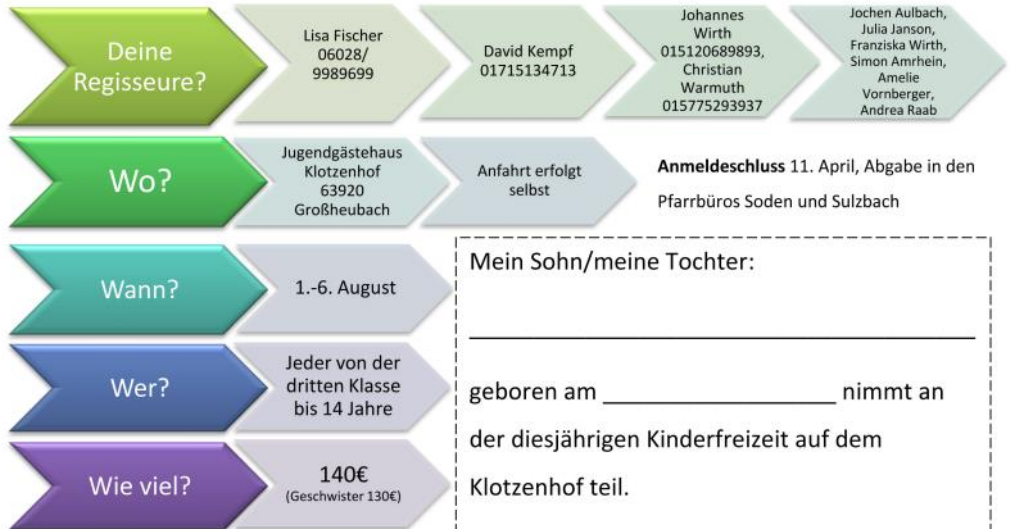 Deine
Regisseure?
Lisa Fischer
06028/
9989699
David Kempf
01715134713
Johannes
Wirth
015120689893,
Christian
Warmuth
015775293937
Jochen Aulbach,
Julia Janson,
Franziska Wirth,
Simon Amrhein,
Amelie
Vornberger,
Andrea Raab
Wo?
Jugendgästehaus
Klotzenhof
63920
Großheubach
Anfahrt erfolgt
selbst
Anmeldeschluss 11. April, Abgabe in den
Pfarrbüros Soden und Sulzbach
Wann?
1.-6. August
Wer?
Jeder von der
dritten Klasse
bis 14 Jahre
Wie viel?
140€
(Geschwister 130€)
Mein Sohn/meine Tochter:
geboren am __________________ nimmt an
der diesjährigen Kinderfreizeit auf dem
Klotzenhof teil.